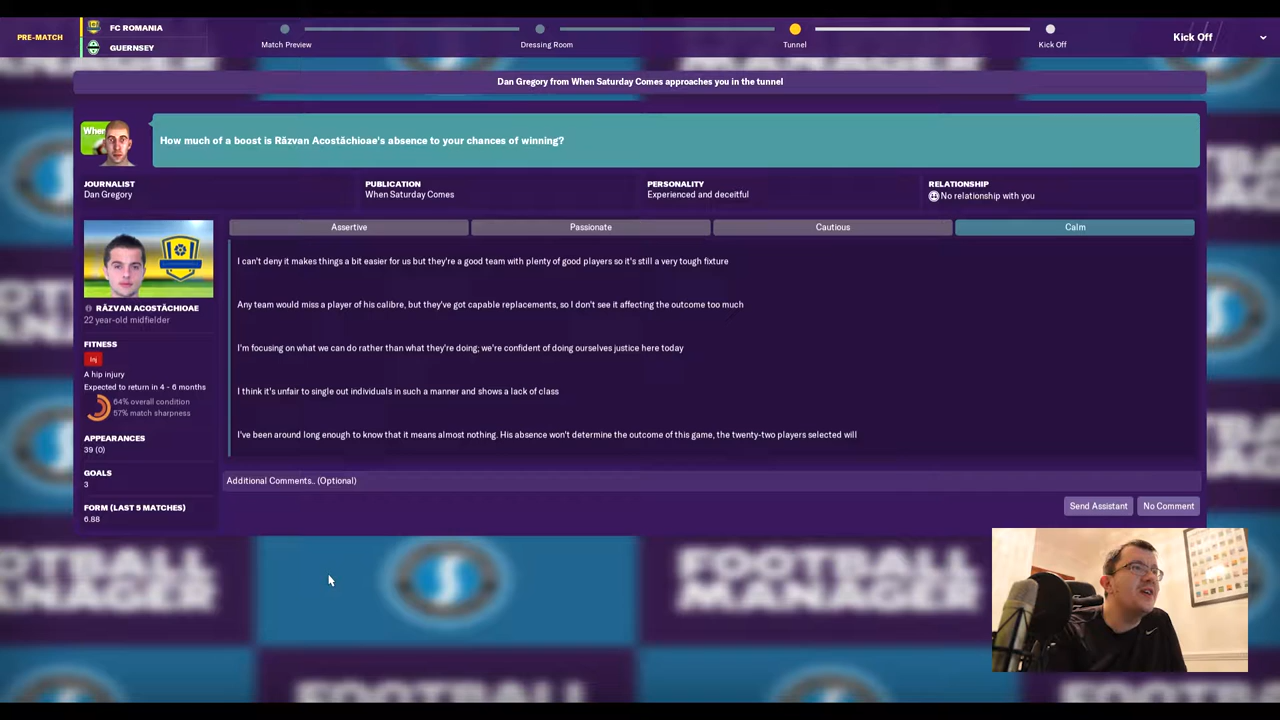 PRE-MATCH
FC ROMANIA
GUERNSEY
Match Preview
Dressing Room
Tunnel
Kick Off
Kick Off
Dan Gregory from When Saturday Comes approaches you in the tunnel
When
How much of a boost is Răzvan Acostăchioae's absence to your chances of winning?
JOURNALIST
Dan Gregory
PUBLICATION
When Saturday Comes
PERSONALITY
Experienced and deceitful
RELATIONSHIP
No relationship with you
Assertive
Passionate
Cautious
Calm
RĂZVAN ACOSTĂCHIOAE
22 year-old midfielder
FITNESS
Inj
A hip injury
Expected to return in 4 - 6 months
64% overall condition
57% match sharpness
APPEARANCES
39 (0)
GOALS
3
FORM (LAST 5 MATCHES)
6.88
I can't deny it makes things a bit easier for us but they're a good team with plenty of good players so it's still a very tough fixture
Any team would miss a player of his calibre, but they've got capable replacements, so I don't see it affecting the outcome too much
I'm focusing on what we can do rather than what they're doing; we're confident of doing ourselves justice here today
I think it's unfair to single out individuals in such a manner and shows a lack of class
I've been around long enough to know that it means almost nothing. His absence won't determine the outcome of this game, the twenty-two players selected will
Additional Comments.. (Optional)
Send Assistant
No Comment
OTBALL
MANAGER
FOOTBALL
MANAGER
FOOTBALL